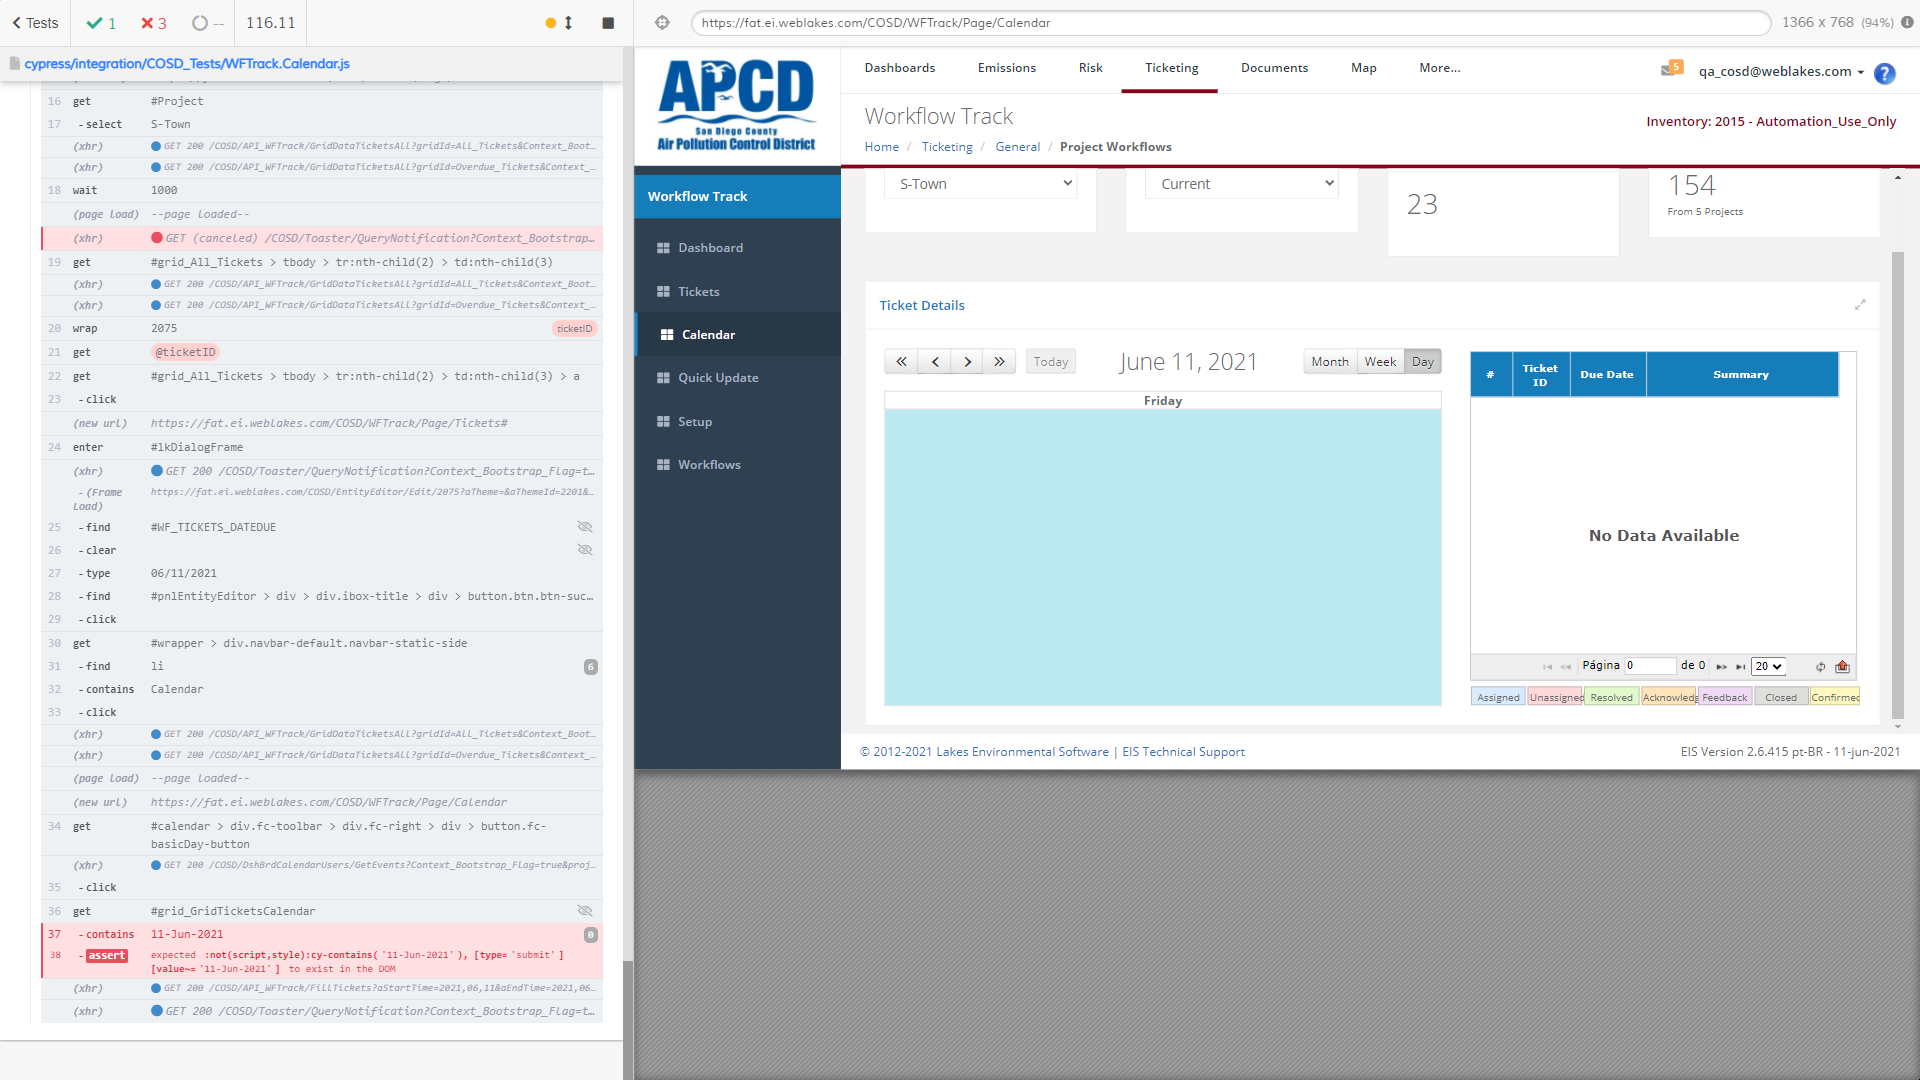 Tests
1
3
--
116.11
cypress/integration/COSD_Tests/WFTrack.Calendar.js
16 get #Project
17 -select S-Town
(xhr) GET 200 /COSD/API_WFTrack/GridDataTicketsAll?gridId=All_Tickets&Context_Boot...
(xhr) GET 200 /COSD/API_WFTrack/GridDataTicketsAll?gridId=Overdue_Tickets&Context_...
18 wait 1000
(page load) --page loaded--
(xhr) GET (canceled) /COSD/Toaster/QueryNotification?Context_Bootstrap...
19 get #grid_All_Tickets > tbody > tr:nth-child(2) > td:nth-child(3)
(xhr) GET 200 /COSD/API_WFTrack/GridDataTicketsAll?gridId=All_Tickets&Context_Boot...
(xhr) GET 200 /COSD/API_WFTrack/GridDataTicketsAll?gridId=Overdue_Tickets&Context_...
20 wrap 2075 ticketID
21 get @ticketID
22 get #grid_All_Tickets > tbody > tr:nth-child(2) > td:nth-child(3) > a
23 -click
(new url) https://fat.ei.weblakes.com/COSD/WFTrack/Page/Tickets#
24 enter #lkDialogFrame
(xhr) GET 200 /COSD/Toaster/QueryNotification?Context_Bootstrap_Flag=t...
-(Frame Load) https://fat.ei.weblakes.com/COSD/EntityEditor/Edit/2075?aTheme=&aThemeId=2201&...
25 -find #WF_TICKETS_DATEDUE
26 -clear
27 -type 06/11/2021
28 -find #pnlEntityEditor > div > div.ibox-title > div > button.btn.btn-suc...
29 -click
30 get #wrapper > div.navbar-default.navbar-static-side
31 -find li 6
32 -contains Calendar
33 -click
(xhr) GET 200 /COSD/API_WFTrack/GridDataTicketsAll?gridId=All_Tickets&Context_Boot...
(xhr) GET 200 /COSD/API_WFTrack/GridDataTicketsAll?gridId=Overdue_Tickets&Context_...
(page load) --page loaded--
(new url) https://fat.ei.weblakes.com/COSD/WFTrack/Page/Calendar
34 get #calendar > div.fc-toolbar > div.fc-right > div > button.fc-
basicDay-button
(xhr) GET 200 /COSD/DshBrdCalendarUsers/GetEvents?Context_Bootstrap_Flag=true&proj...
35 -click
36 get #grid_GridTicketsCalendar
37 -contains 11-Jun-2021 0
38 -assert expected :not(script,style):cy-contains('11-Jun-2021'), [type='submit']
[value~='11-Jun-2021'] to exist in the DOM
(xhr) GET 200 /COSD/API_WFTrack/FillTickets?aStartTime=2021,06,11&aEndTime=2021,06...
(xhr) GET 200 /COSD/Toaster/QueryNotification?Context_Bootstrap_Flag=t...
https://fat.ei.weblakes.com/COSD/WFTrack/Page/Calendar
1366 x 768 (94%)
APCD
San Diego County
Air Pollution Control District
Dashboards Emissions Risk Ticketing Documents Map More...
5
qa_cosd@weblakes.com
?
Workflow Track
Inventory: 2015 - Automation_Use_Only
Home / Ticketing / General / Project Workflows
Workflow Track
Dashboard
Tickets
Calendar
Quick Update
Setup
Workflows
S-Town
Current
23
154
From 5 Projects
Ticket Details
Today
June 11, 2021
Month Week Day
Friday
# Ticket ID Due Date Summary
No Data Available
Página 0 de 0 20
Assigned Unassigned Resolved Acknowledg Feedback Closed Confirmed
© 2012-2021 Lakes Environmental Software | EIS Technical Support
EIS Version 2.6.415 pt-BR - 11-jun-2021